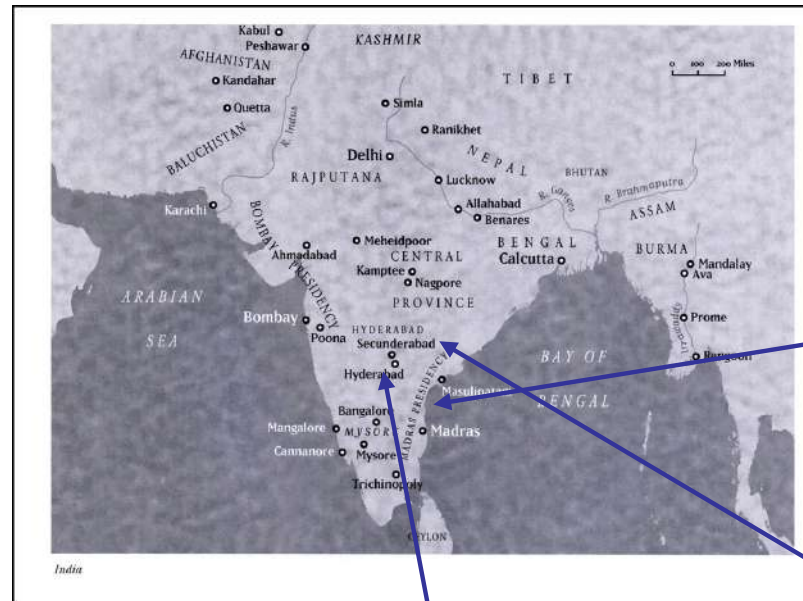 Kabul
Peshawar
KASHMIR
AFGHANISTAN
Kandahar
TIBET
0 100 200 Miles
Quetta
Simla
R. Indus
Ranikhet
BALUCHISTAN
Delhi
NEPAL
RAJPUTANA
Lucknow
BHUTAN
R. Brahmaputra
Karachi
Allahabad
R. Ganges
ASSAM
Benares
BOMBAY PRESIDENCY
Ahmadabad
Meheidpoor
BENGAL
BURMA
CENTRAL
Calcutta
Mandalay
Kamptee
Ava
Nagpore
ARABIAN
PROVINCE
SEA
Bombay
Prome
Poona
HYDERABAD
Secunderabad
BAY OF
Rangoon
Hyderabad
BENGAL
MADRAS PRESIDENCY
Bangalore
Mangalore
MYSORE
Madras
Cannanore
Mysore
Trichinopoly
CEYLON
India